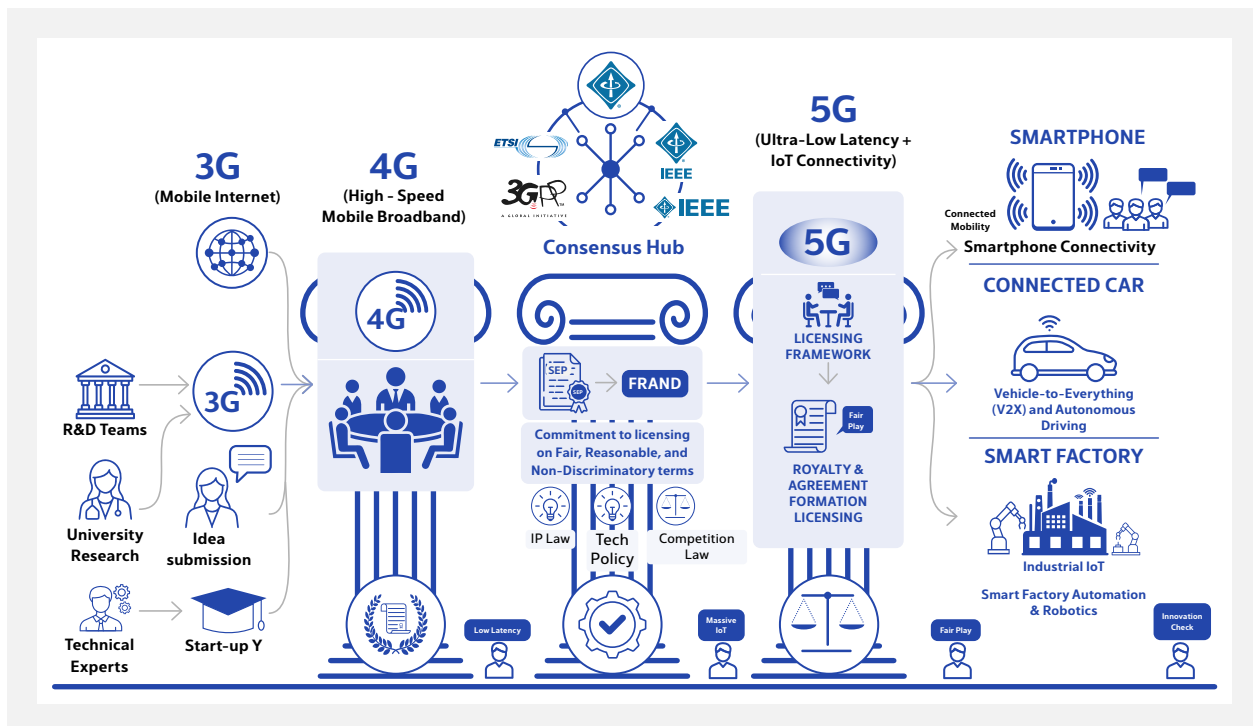 3G
(Mobile Internet)
3G
R&D Teams
University
Research
Idea
submission
Technical
Experts
Start-up Y
4G
(High - Speed
Mobile Broadband)
4G
ETSI
3GPP
A GLOBAL INITIATIVE
IEEE
IEEE
Consensus Hub
SEP
SEP
FRAND
Commitment to licensing
on Fair, Reasonable, and
Non-Discriminatory terms
IP Law
Tech
Policy
Competition
Law
5G
(Ultra-Low Latency +
IoT Connectivity)
5G
LICENSING
FRAMEWORK
Fair
Play
ROYALTY &
AGREEMENT
FORMATION
LICENSING
SMARTPHONE
Connected
Mobility
Smartphone Connectivity
CONNECTED CAR
Vehicle-to-Everything
(V2X) and Autonomous
Driving
SMART FACTORY
Industrial IoT
Smart Factory Automation
& Robotics
Low Latency
Massive
IoT
Fair Play
Innovation
Check